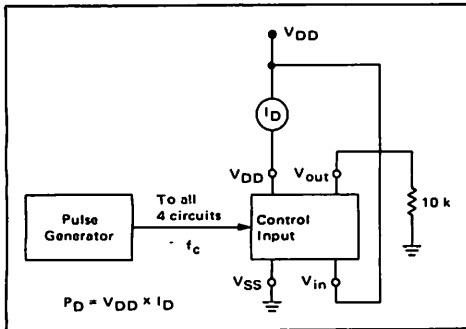 VDD
ID
VDD
Vout
10 k
To all
4 circuits
- fc
Pulse
Generator
Control
Input
VSS
Vin
PD = VDD × ID